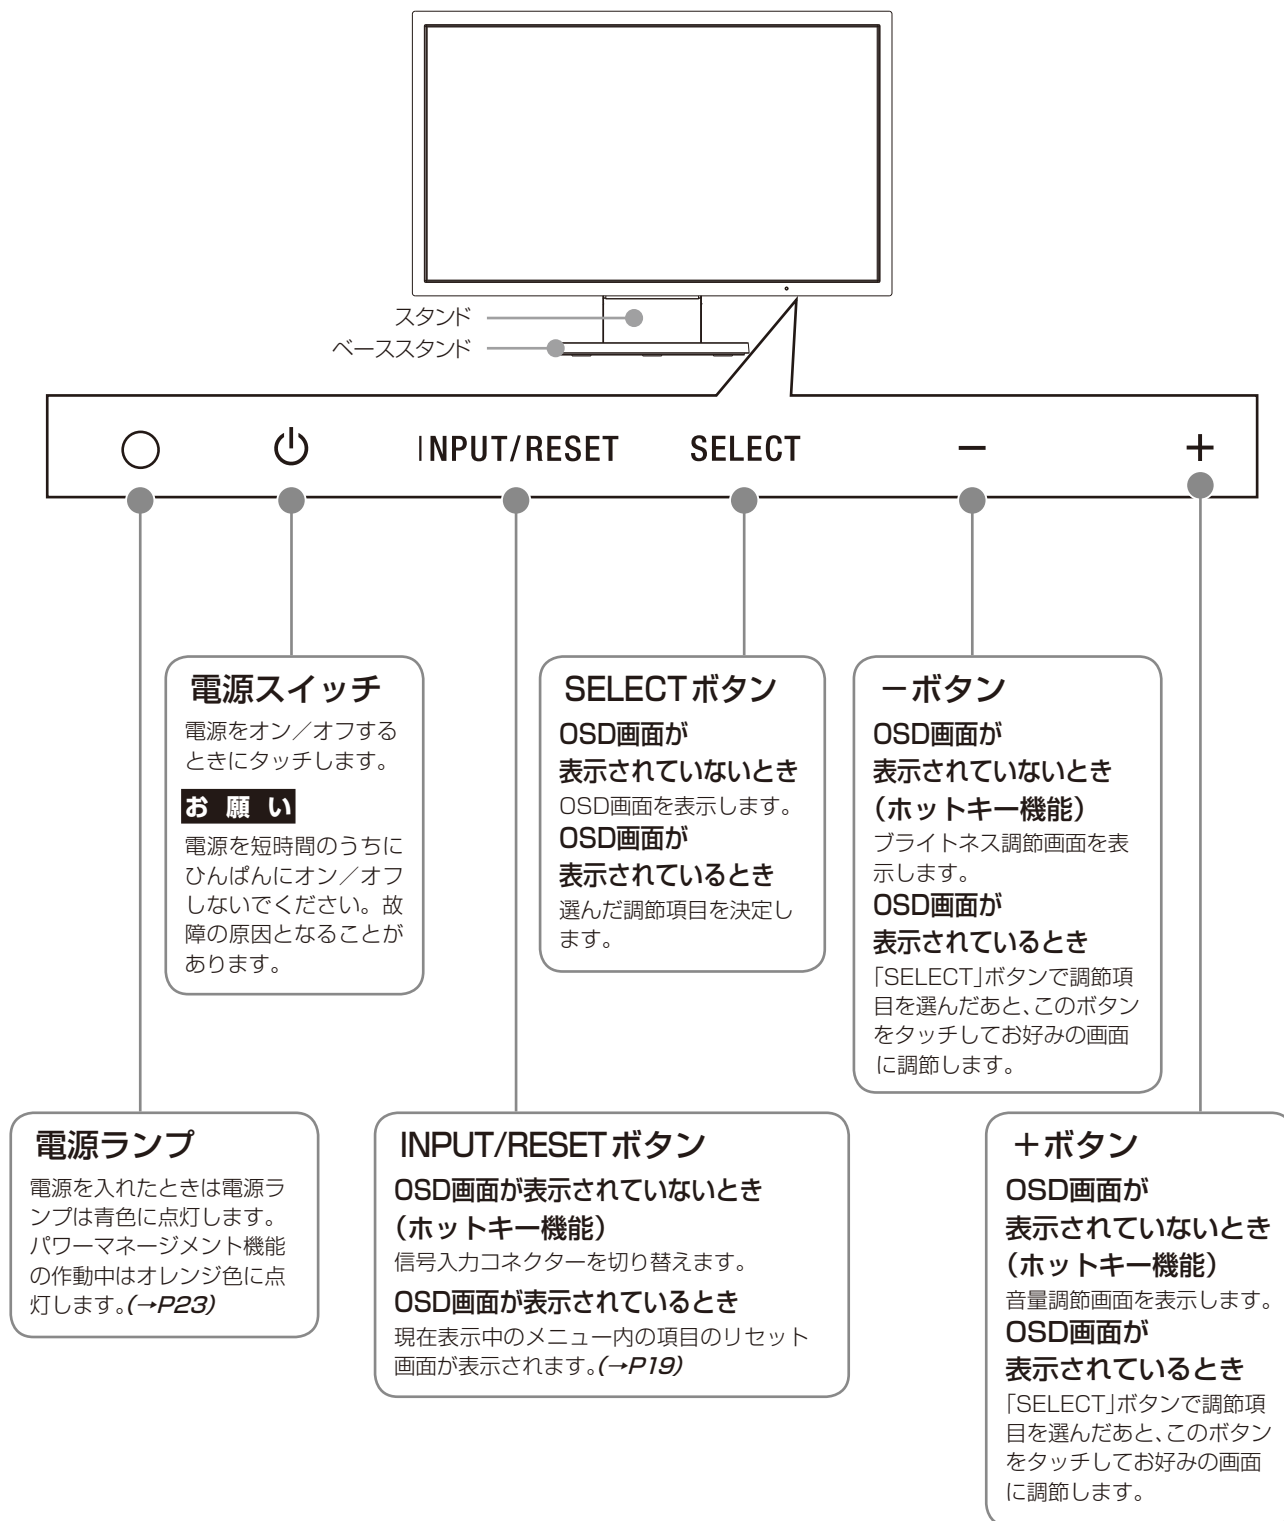 スタンド
ベーススタンド
INPUT/RESET
SELECT
−
+
電源スイッチ
電源をオン／オフする
ときにタッチします。
お願い
電源を短時間のうちに
ひんぱんにオン／オフ
しないでください。故
障の原因となることが
あります。
SELECTボタン
OSD画面が
表示されていないとき
OSD画面を表示します。
OSD画面が
表示されているとき
選んだ調節項目を決定し
ます。
−ボタン
OSD画面が
表示されていないとき
（ホットキー機能）
ブライトネス調節画面を表
示します。
OSD画面が
表示されているとき
「SELECT」ボタンで調節項
目を選んだあと、このボタン
をタッチしてお好みの画面
に調節します。
電源ランプ
電源を入れたときは電源ラ
ンプは青色に点灯します。
パワーマネージメント機能
の作動中はオレンジ色に点
灯します。(→P23)
INPUT/RESETボタン
OSD画面が表示されていないとき
（ホットキー機能）
信号入力コネクターを切り替えます。
OSD画面が表示されているとき
現在表示中のメニュー内の項目のリセット
画面が表示されます。(→P19)
＋ボタン
OSD画面が
表示されていないとき
（ホットキー機能）
音量調節画面を表示します。
OSD画面が
表示されているとき
「SELECT」ボタンで調節項
目を選んだあと、このボタン
をタッチしてお好みの画面
に調節します。